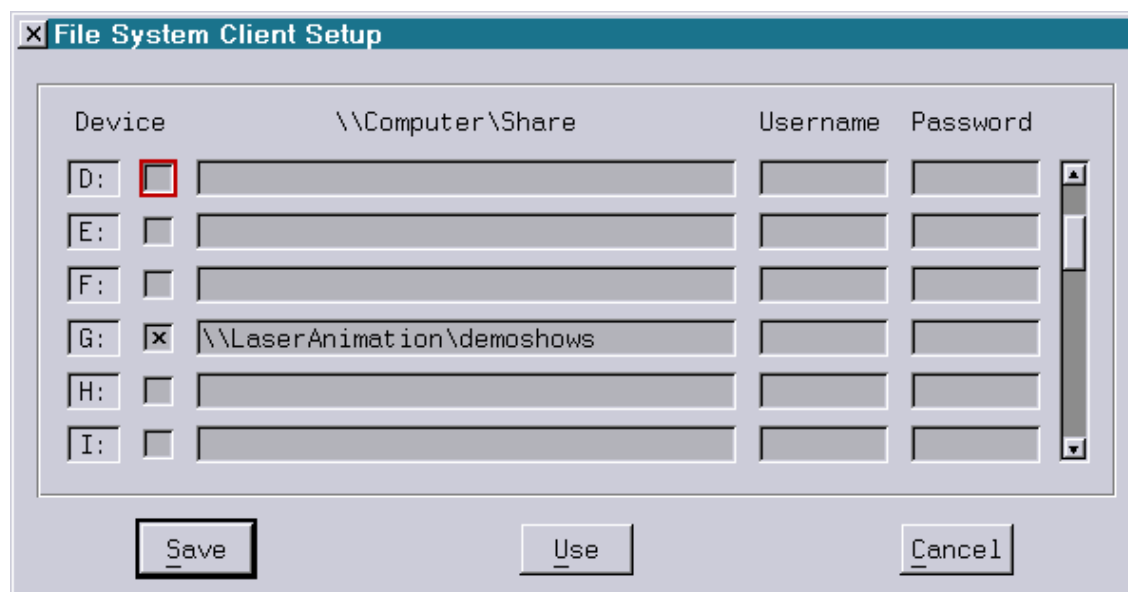 File System Client Setup
Device \\Computer\Share Username Password
D:
E:
F:
G: \\LaserAnimation\demoshows
H:
I:
Save Use Cancel